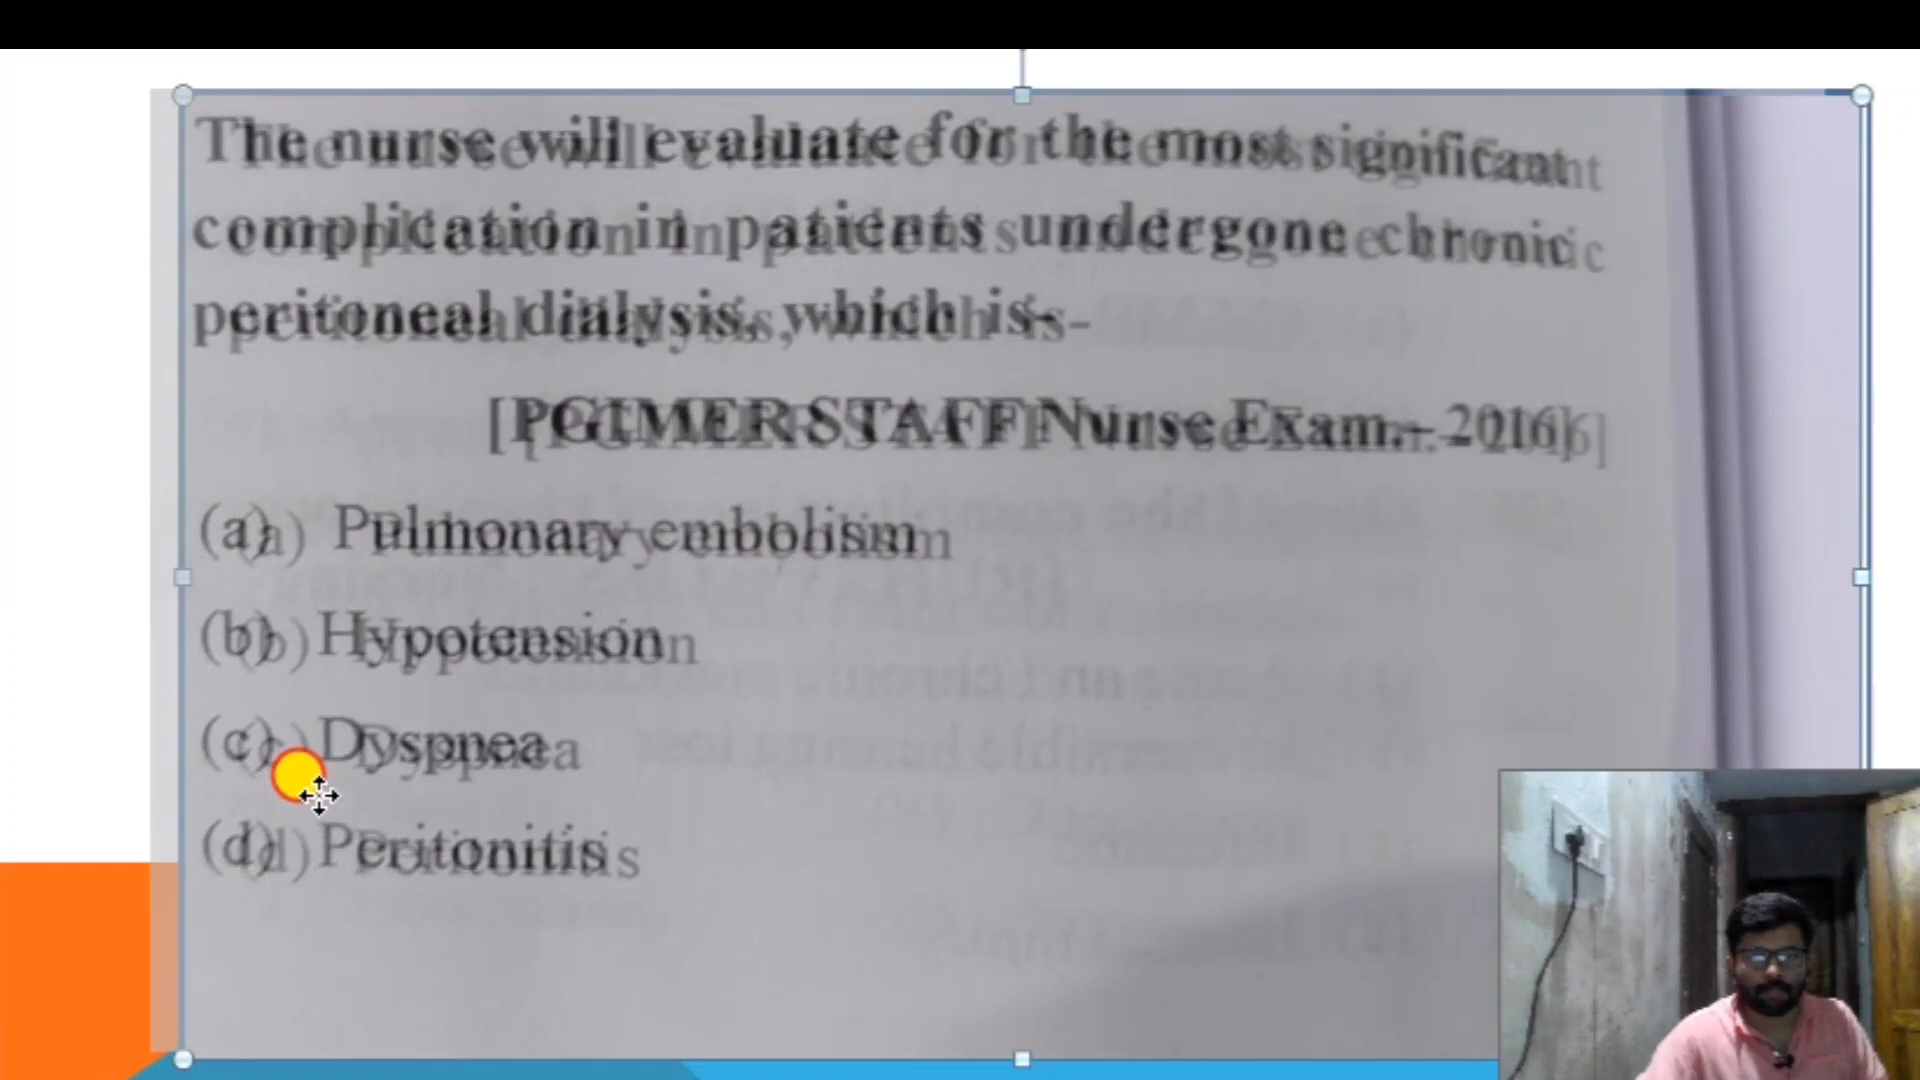 The nurse will evaluate for the most significant
complication in patients undergone chronic
peritoneal dialysis, which is-
[PGIMER STAFF Nurse Exam.– 2016]
(a) Pulmonary embolism
(b) Hypotension
(c) Dyspnea
(d) Peritonitis